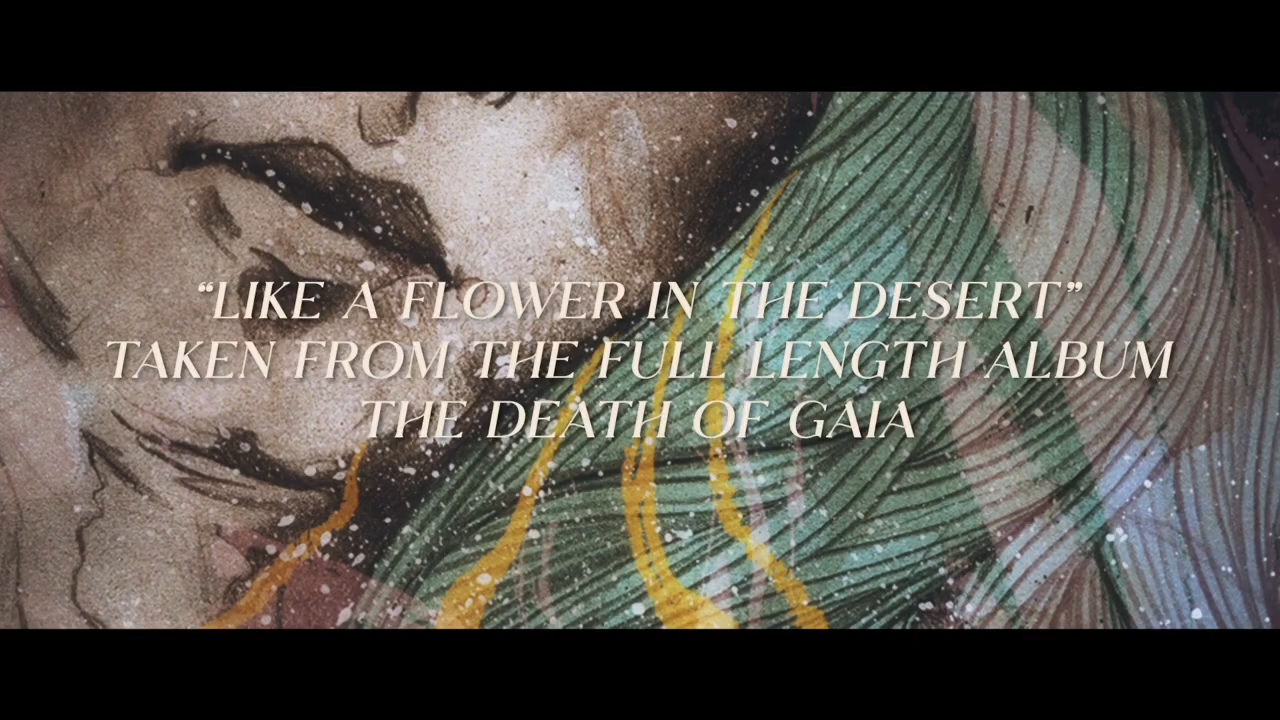 “LIKE A FLOWER IN THE DESERT”
TAKEN FROM THE FULL LENGTH ALBUM
THE DEATH OF GAIA